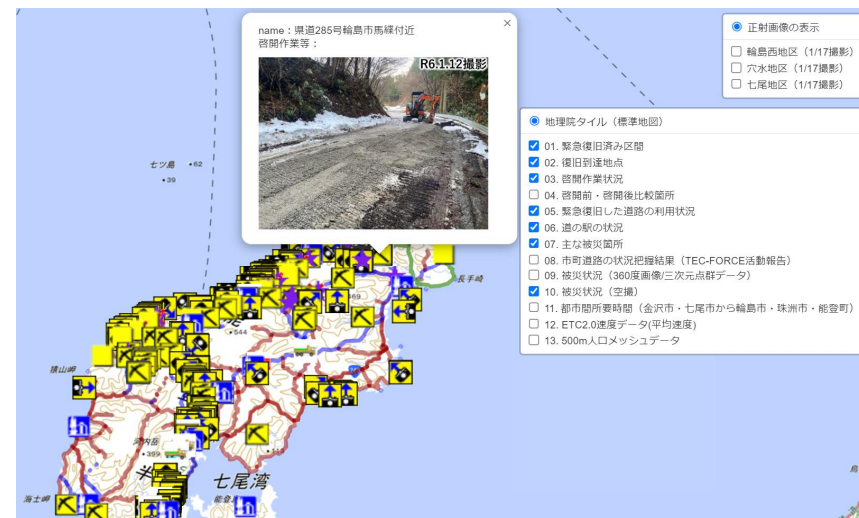 name：県道285号輪島市馬緤付近
啓開作業等：
R6.1.12撮影
×
正射画像の表示
輪島西地区（1/17撮影）
穴水地区（1/17撮影）
七尾地区（1/17撮影）
地理院タイル（標準地図）
01. 緊急復旧済み区間
02. 復旧到達地点
03. 啓開作業状況
04. 啓開前・啓開後比較箇所
05. 緊急復旧した道路の利用状況
06. 道の駅の状況
07. 主な被災箇所
08. 市町道路の状況把握結果（TEC-FORCE活動報告）
09. 被災状況（360度画像/三次元点群データ）
10. 被災状況（空撮）
11. 都市間所要時間（金沢市・七尾市から輪島市・珠洲市・能登町）
12. ETC2.0速度データ(平均速度)
13. 500m人口メッシュデータ
七ツ島
62
39
長手崎
544
猿山岬
河内岳
399
半
七尾湾
海士岬
能登